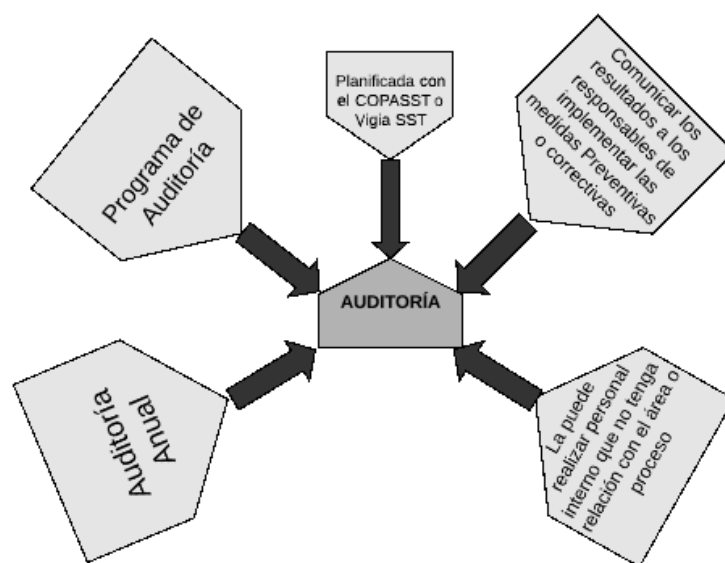 Programa de
Auditoría
Planificada con
el COPASST o
Vigia SST
Comunicar los
resultados a los
responsables de
implementar las
medidas Preventivas
o correctivas
AUDITORÍA
Auditoría
Anual
La puede
realizar personal
interno que no tenga
relación con el área o
proceso